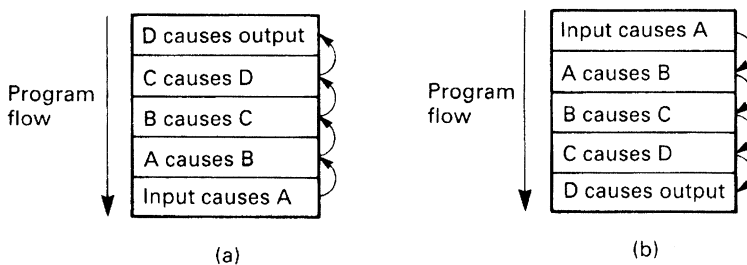 Program
flow
D causes output
C causes D
B causes C
A causes B
Input causes A
(a)
Program
flow
Input causes A
A causes B
B causes C
C causes D
D causes output
(b)